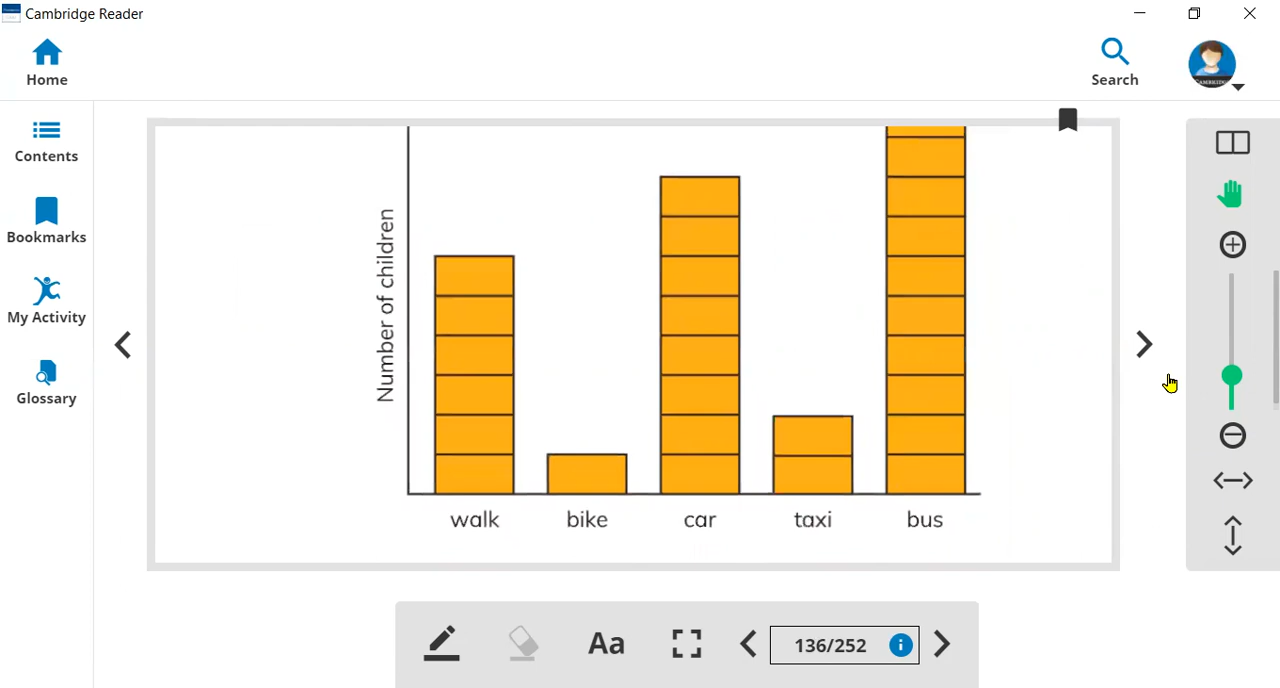 Cambridge Reader
Home
Search
Contents
Bookmarks
My Activity
Glossary
Number of children
walk bike car taxi bus
Aa
136/252